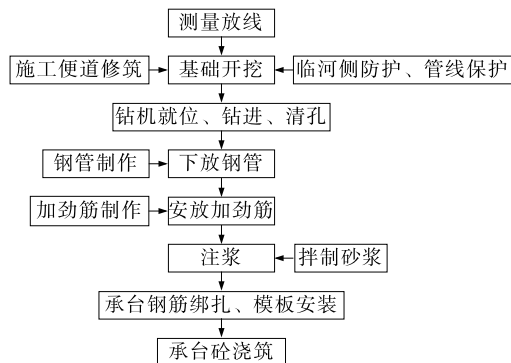 测量放线
施工便道修筑
基础开挖
临河侧防护、管线保护
钻机就位、钻进、清孔
钢管制作
下放钢管
加劲筋制作
安放加劲筋
注浆
拌制砂浆
承台钢筋绑扎、模板安装
承台砼浇筑